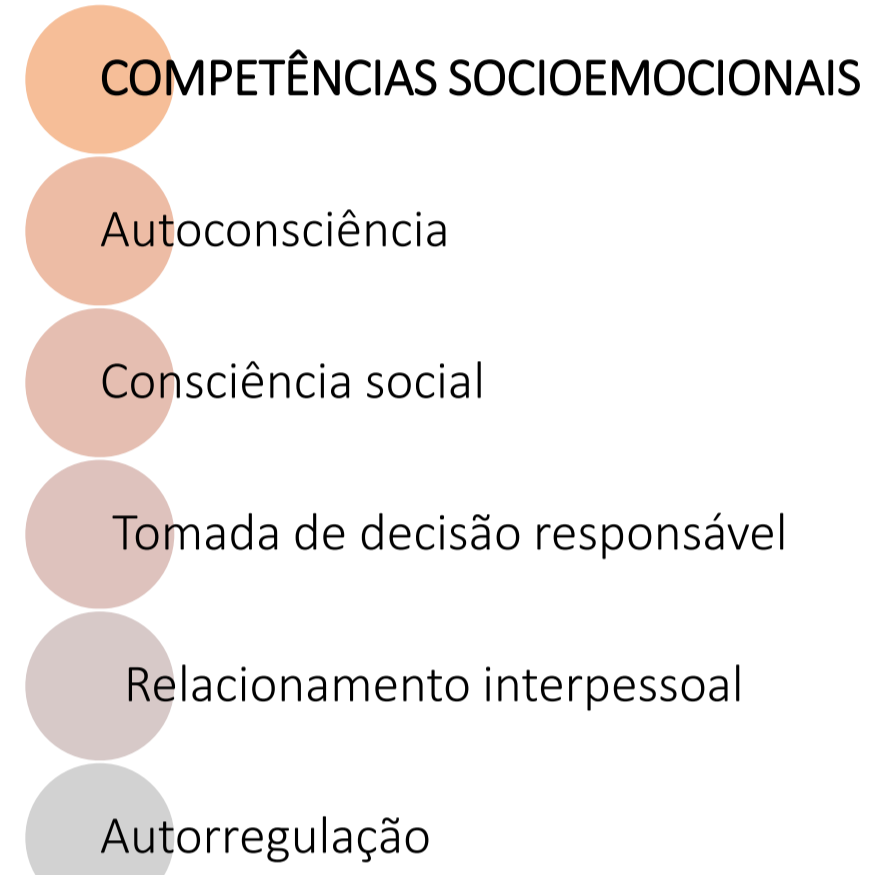 COMPETÊNCIAS SOCIOEMOCIONAIS
Autoconsciência
Consciência social
Tomada de decisão responsável
Relacionamento interpessoal
Autorregulação